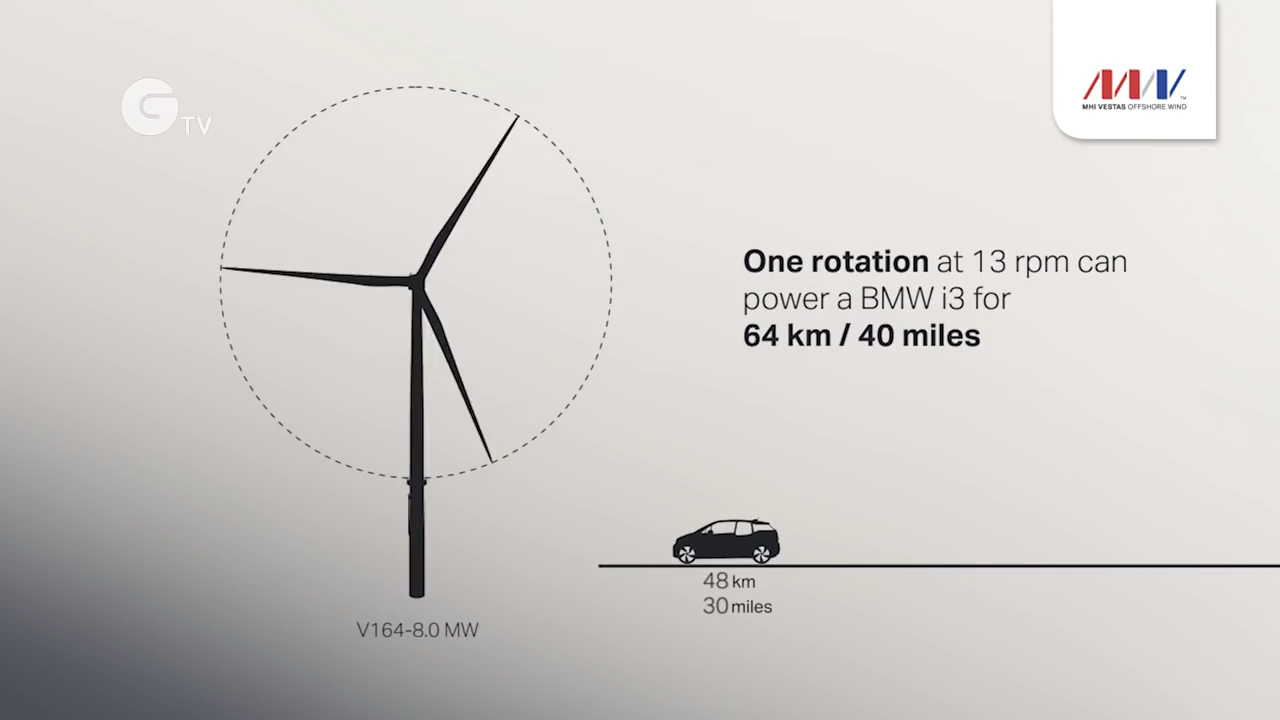 G TV
MHI VESTAS OFFSHORE WIND
One rotation at 13 rpm can
power a BMW i3 for
64 km / 40 miles
48 km
30 miles
V164-8.0 MW